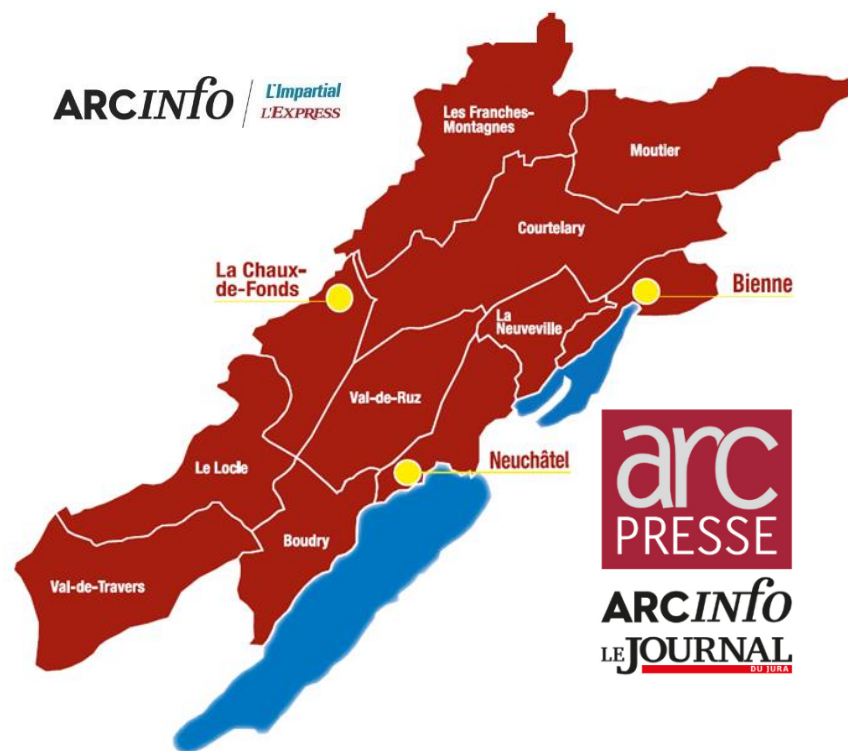 ARCINFO
L'Impartial
L'EXPRESS
Les Franches-
Montagnes
Moutier
Courtelary
La Chaux-
de-Fonds
Bienne
La
Neuveville
Val-de-Ruz
Neuchâtel
Le Locle
Boudry
Val-de-Travers
arc
PRESSE
ARCINFO
LE JOURNAL
DU JURA